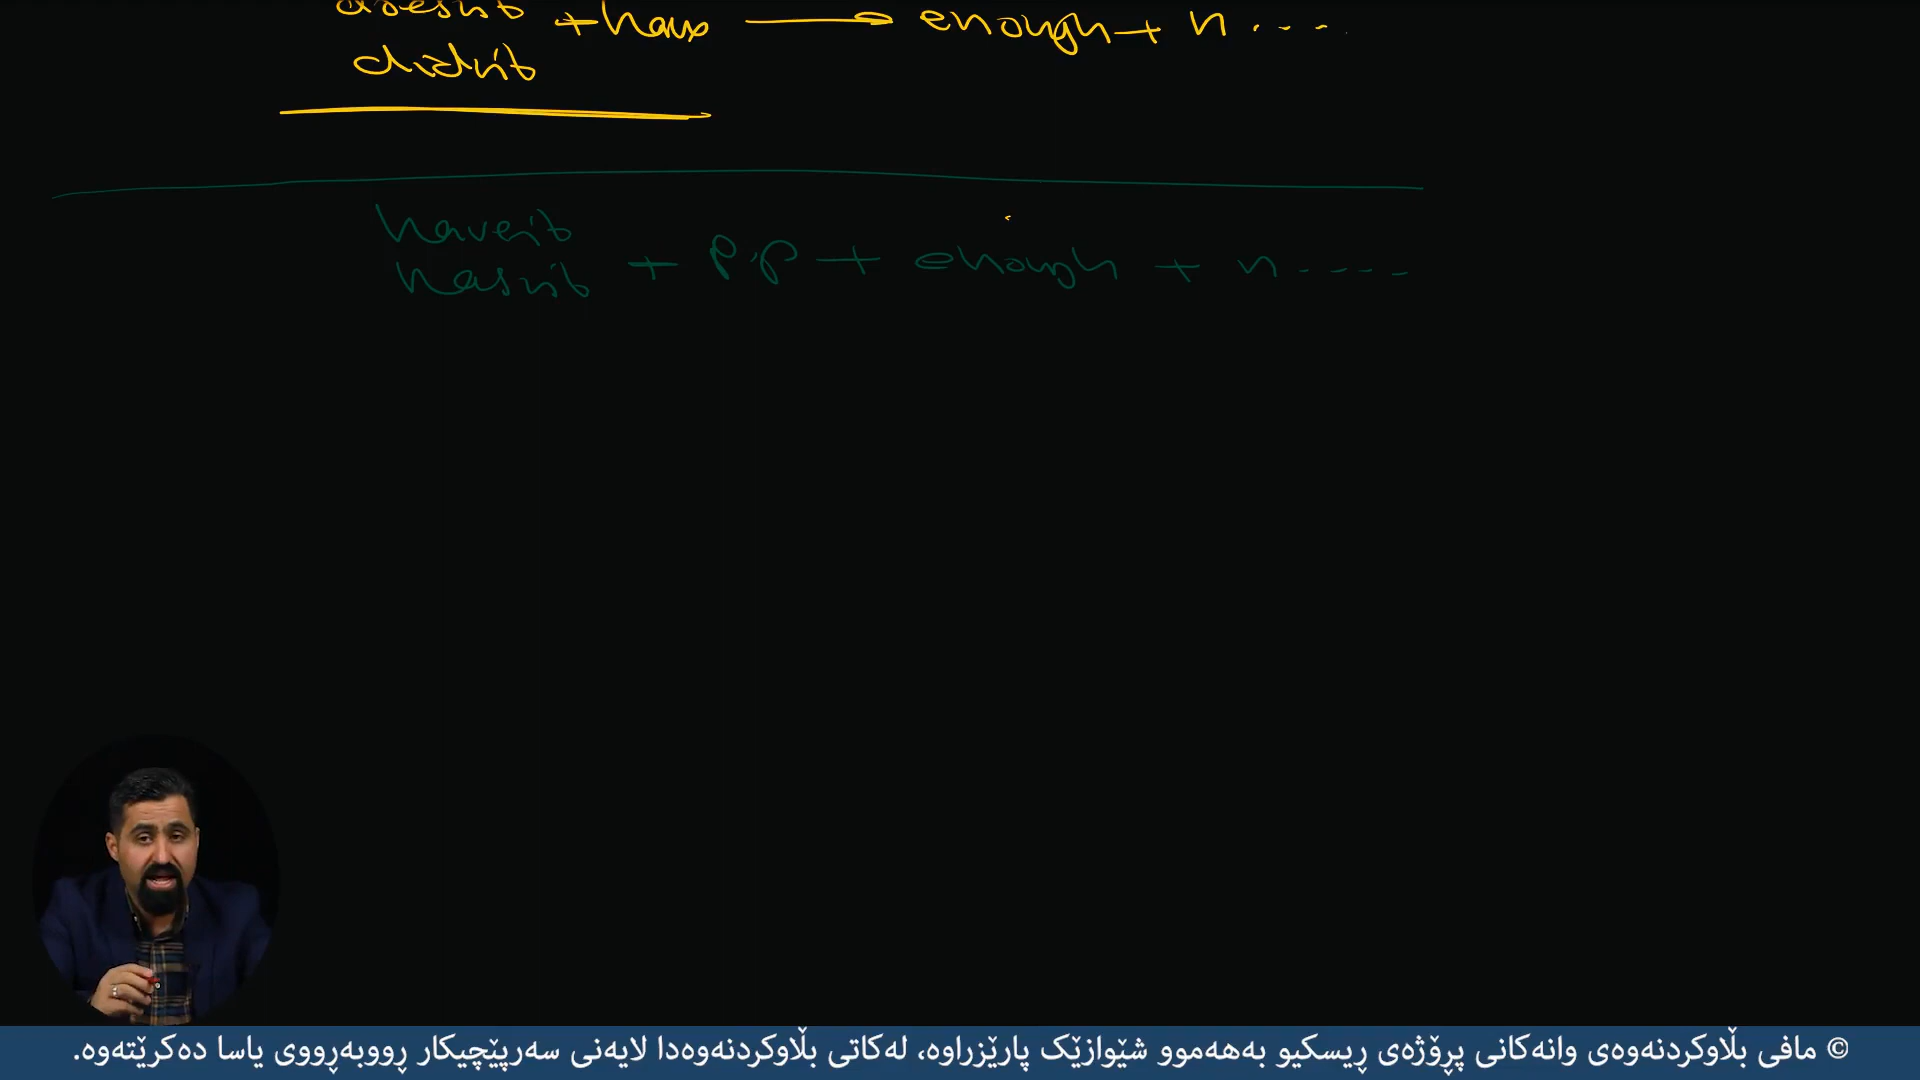 doesn't + have → enough + n ....
didn't
haven't
hasn't + p.p + enough + n ....
© مافی بڵاوکردنەوەی وانەکانی پڕۆژەی ڕیسکیو بەهەموو شێوازێک پارێزراوە، لەکاتی بڵاوکردنەوەدا لایەنی سەرپێچیکار ڕووبەڕووی یاسا دەکرێتەوە.